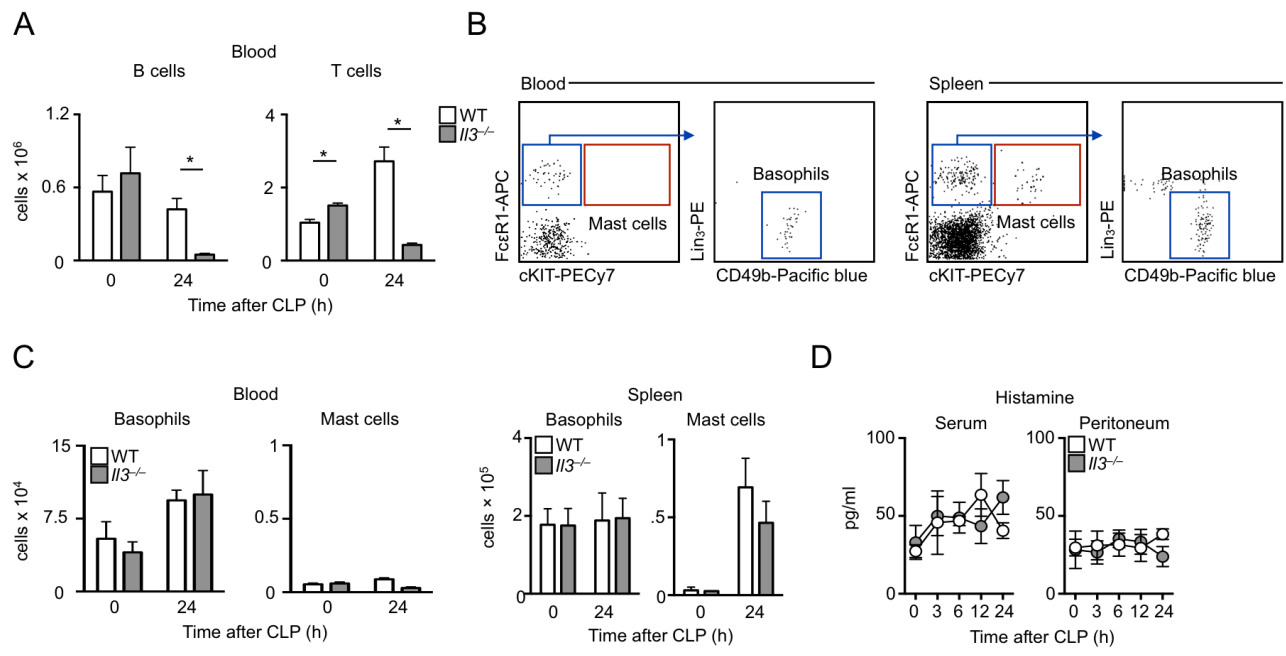 A
Blood
B cells
T cells
1.2
0.6
0
cells x 10⁶
0
24
4
2
0
0
24
*
*
*
WT
Il3⁻/⁻
Time after CLP (h)
B
Blood
FcεR1-APC
cKIT-PECy7
Mast cells
Lin₃-PE
Basophils
CD49b-Pacific blue
Spleen
FcεR1-APC
cKIT-PECy7
Mast cells
Lin₃-PE
Basophils
CD49b-Pacific blue
C
Blood
Basophils
Mast cells
15
7.5
0
cells x 10⁴
WT
Il3⁻/⁻
0
24
1
0.5
0
0
24
Time after CLP (h)
Spleen
Basophils
Mast cells
4
2
0
cells × 10⁵
WT
Il3⁻/⁻
0
24
1
.5
0
0
24
Time after CLP (h)
D
Histamine
Serum
Peritoneum
100
50
0
pg/ml
0 3 6 12 24
100
50
0
WT
Il3⁻/⁻
0 3 6 12 24
Time after CLP (h)